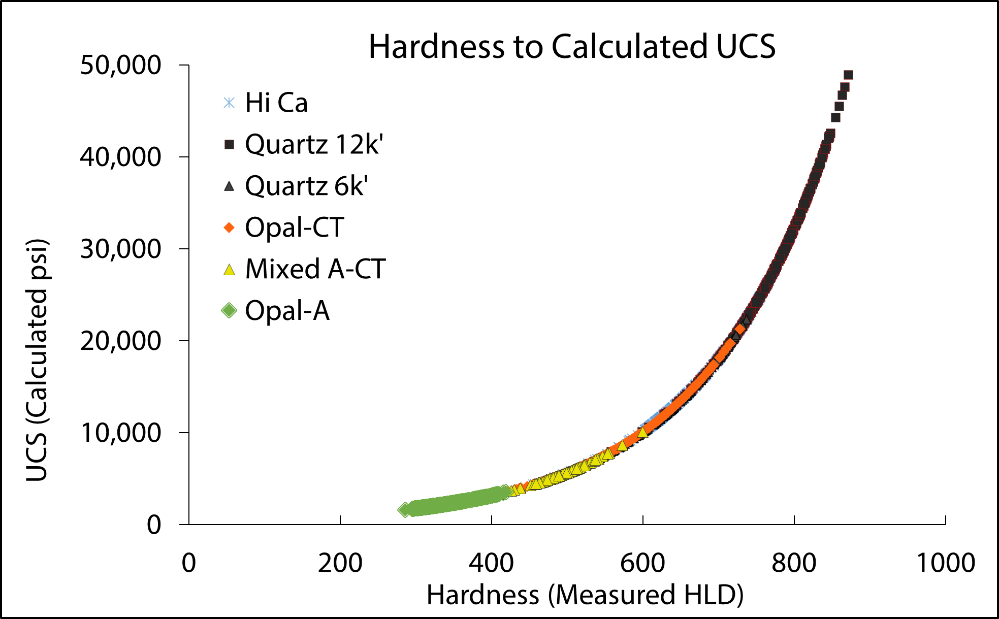 Hardness to Calculated UCS
50,000
40,000
30,000
20,000
10,000
0
UCS (Calculated psi)
Hi Ca
Quartz 12k'
Quartz 6k'
Opal-CT
Mixed A-CT
Opal-A
0 200 400 600 800 1000
Hardness (Measured HLD)